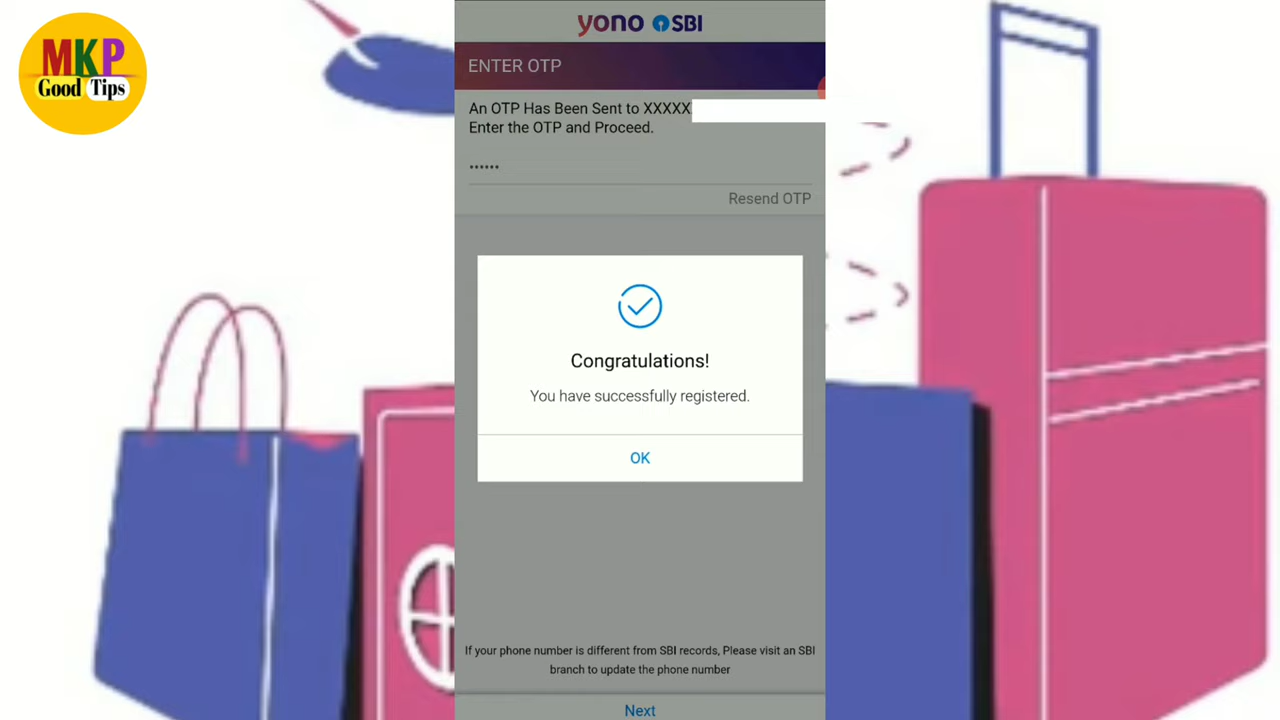 MKP
Good Tips
yono SBI
ENTER OTP
An OTP Has Been Sent to XXXXX
Enter the OTP and Proceed.
••••••
Resend OTP
Congratulations!
You have successfully registered.
OK
If your phone number is different from SBI records, Please visit an SBI
branch to update the phone number
Next